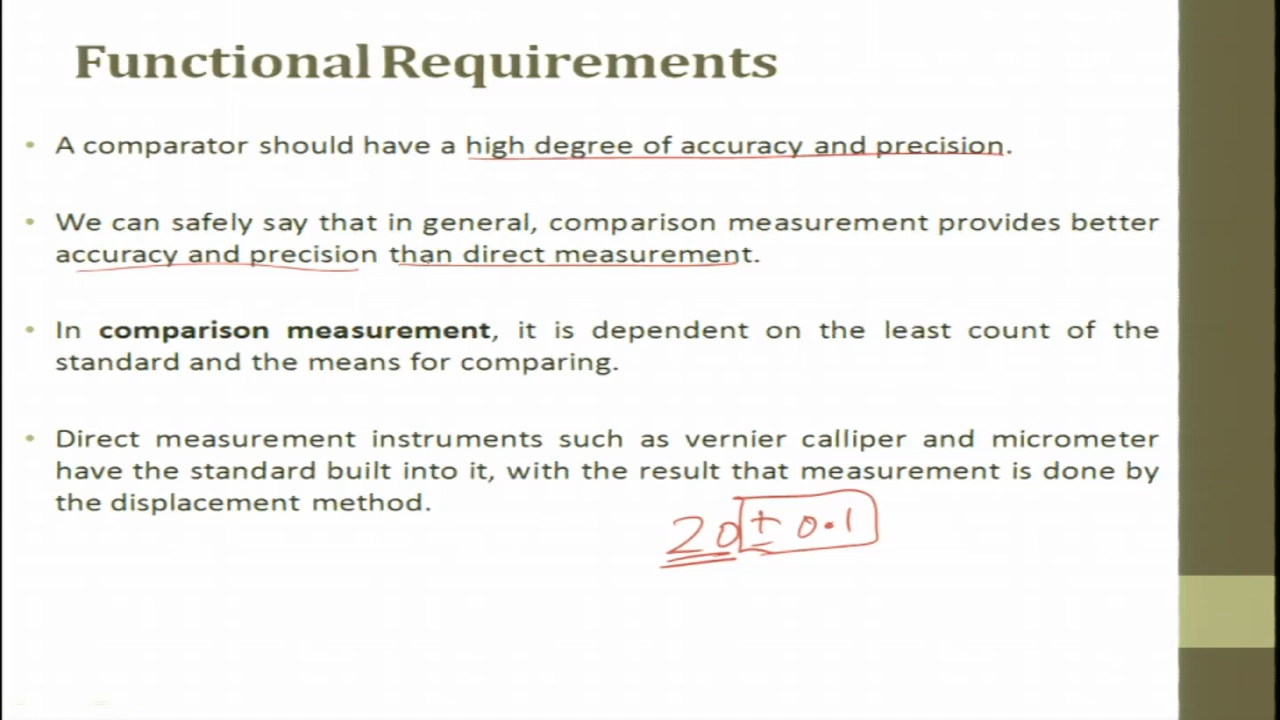 Functional Requirements
• A comparator should have a high degree of accuracy and precision.
• We can safely say that in general, comparison measurement provides better
accuracy and precision than direct measurement.
• In comparison measurement, it is dependent on the least count of the
standard and the means for comparing.
• Direct measurement instruments such as vernier calliper and micrometer
have the standard built into it, with the result that measurement is done by
the displacement method.
20 ± 0.1